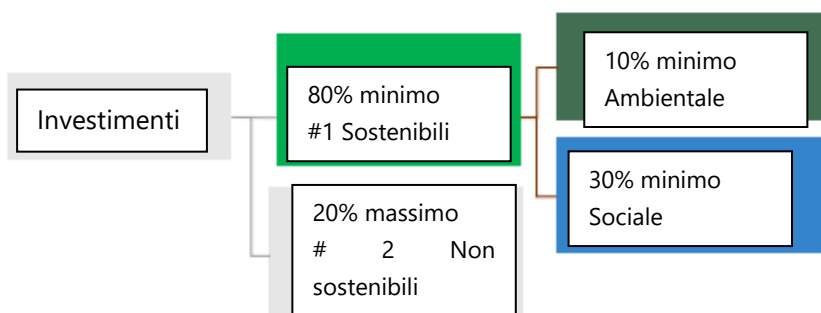 Investimenti
80% minimo
#1 Sostenibili
20% massimo
# 2 Non
sostenibili
10% minimo
Ambientale
30% minimo
Sociale